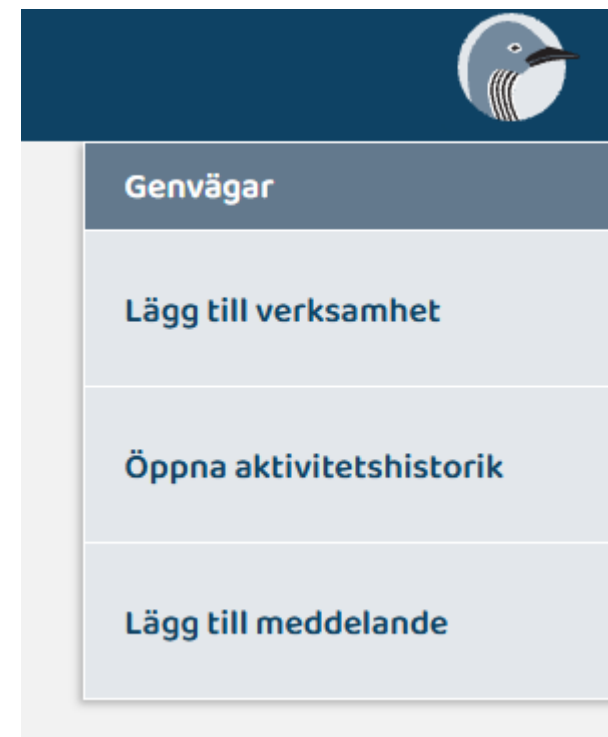 Genvägar
Lägg till verksamhet
Öppna aktivitetshistorik
Lägg till meddelande